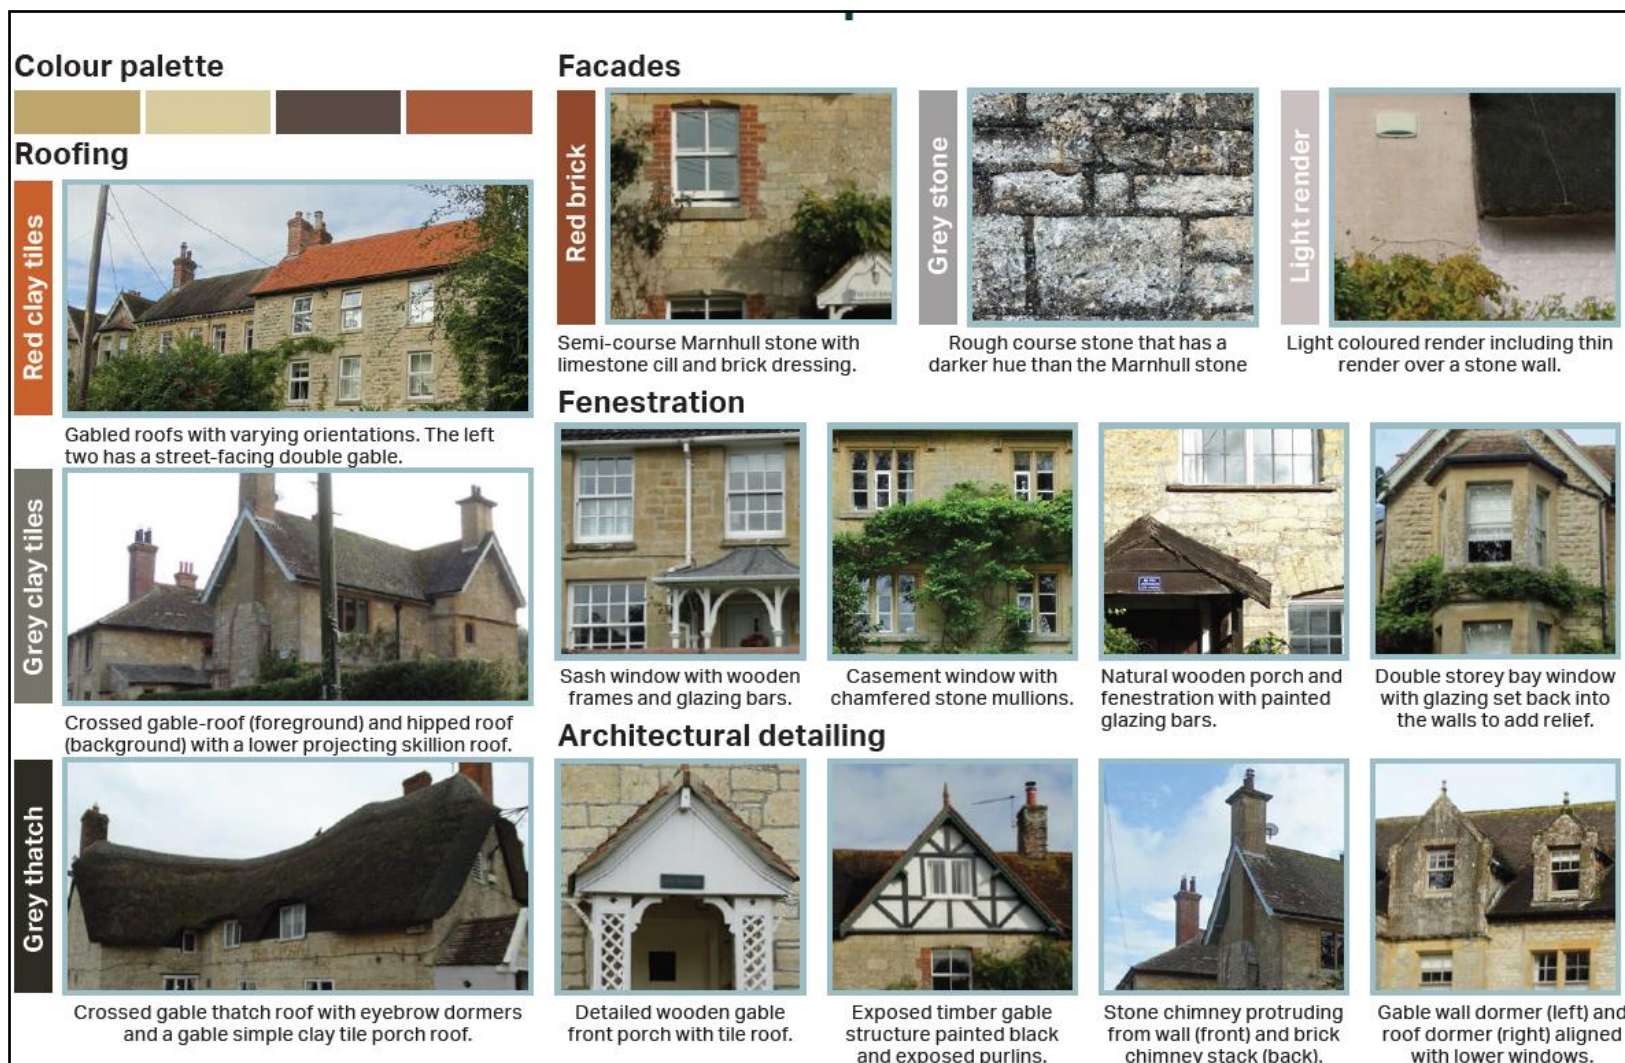 Colour palette
Roofing
Red clay tiles
Gabled roofs with varying orientations. The left
two has a street-facing double gable.
Grey clay tiles
Crossed gable-roof (foreground) and hipped roof
(background) with a lower projecting skillion roof.
Grey thatch
Crossed gable thatch roof with eyebrow dormers
and a gable simple clay tile porch roof.
Facades
Red brick
Semi-course Marnhull stone with
limestone cill and brick dressing.
Grey stone
Rough course stone that has a
darker hue than the Marnhull stone
Light render
Light coloured render including thin
render over a stone wall.
Fenestration
Sash window with wooden
frames and glazing bars.
Casement window with
chamfered stone mullions.
Natural wooden porch and
fenestration with painted
glazing bars.
Double storey bay window
with glazing set back into
the walls to add relief.
Architectural detailing
Detailed wooden gable
front porch with tile roof.
Exposed timber gable
structure painted black
and exposed purlins.
Stone chimney protruding
from wall (front) and brick
chimney stack (back).
Gable wall dormer (left) and
roof dormer (right) aligned
with lower windows.